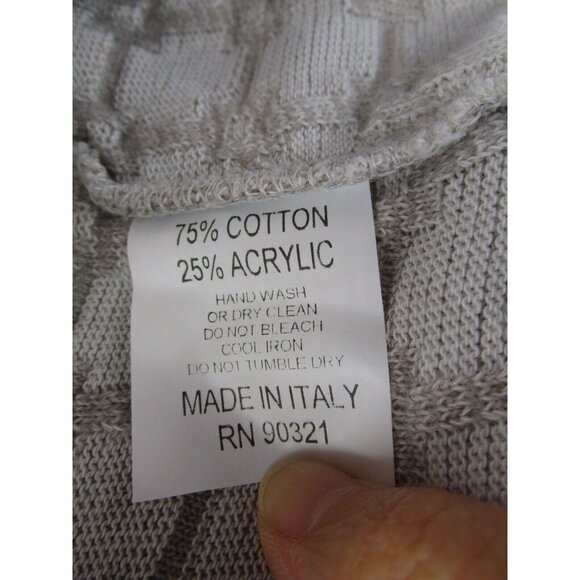 75% COTTON
25% ACRYLIC
HAND WASH
OR DRY CLEAN
DO NOT BLEACH
COOL IRON
DO NOT TUMBLE DRY
MADE IN ITALY
RN 90321